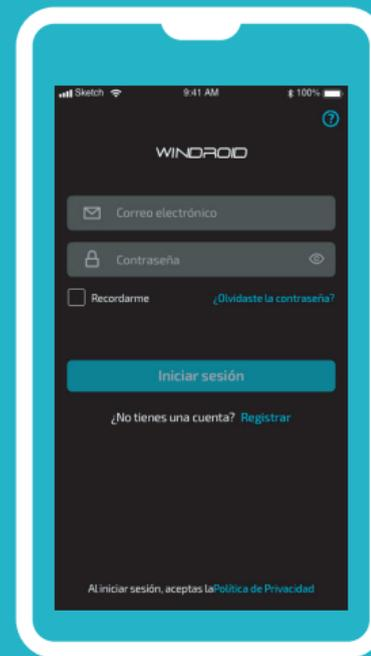 Sketch 9:41 AM 100%
?
WINDROID
Correo electrónico
Contraseña
Recordarme ¿Olvidaste la contraseña?
Iniciar sesión
¿No tienes una cuenta? Registrar
Al iniciar sesión, aceptas laPolítica de Privacidad